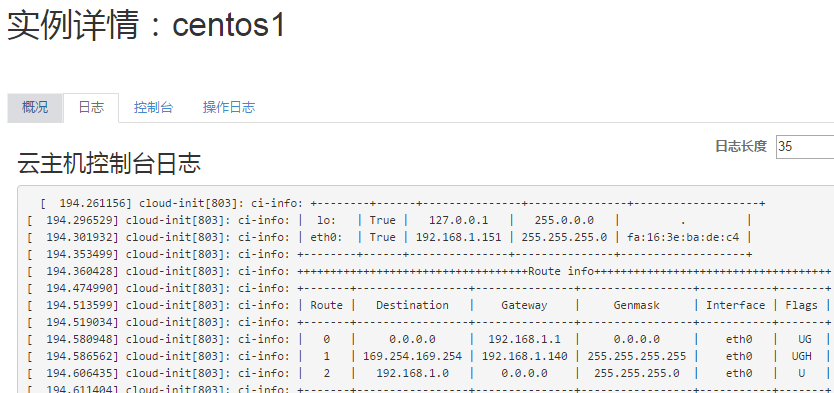 实例详情：centos1
概况 日志 控制台 操作日志
日志长度 35
云主机控制台日志
[  194.261156] cloud-init[803]: ci-info: +--------+------+---------------+---------------+-------------------+
[  194.296529] cloud-init[803]: ci-info: |  lo:   | True |   127.0.0.1   |   255.0.0.0   |         .         |
[  194.301932] cloud-init[803]: ci-info: | eth0:  | True | 192.168.1.151 | 255.255.255.0 | fa:16:3e:ba:de:c4 |
[  194.353499] cloud-init[803]: ci-info: +--------+------+---------------+---------------+-------------------+
[  194.360428] cloud-init[803]: ci-info: +++++++++++++++++++++++++++++++++++Route info++++++++++++++++++++++++++++++++++++
[  194.474990] cloud-init[803]: ci-info: +-------+-----------------+---------------+-----------------+-----------+-------+
[  194.513599] cloud-init[803]: ci-info: | Route |   Destination   |    Gateway    |     Genmask     | Interface | Flags |
[  194.519034] cloud-init[803]: ci-info: +-------+-----------------+---------------+-----------------+-----------+-------+
[  194.580948] cloud-init[803]: ci-info: |   0   |     0.0.0.0     |  192.168.1.1  |     0.0.0.0     |    eth0   |   UG  |
[  194.586562] cloud-init[803]: ci-info: |   1   | 169.254.169.254 | 192.168.1.140 | 255.255.255.255 |    eth0   |  UGH  |
[  194.606435] cloud-init[803]: ci-info: |   2   |   192.168.1.0   |    0.0.0.0    |  255.255.255.0  |    eth0   |   U   |
[  194.611404] cloud-init[803]: ci-info: +-------+-----------------+---------------+-----------------+-----------+-------+